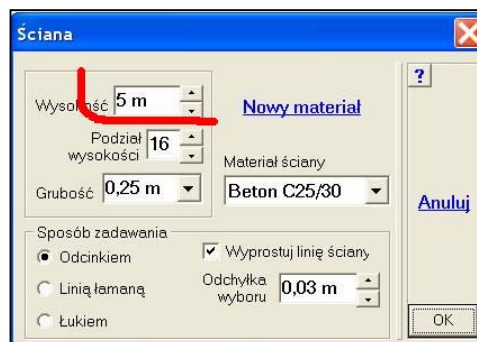 Ściana
?
Wysokość 5 m
Nowy materiał
Podział wysokości 16
Materiał ściany
Grubość 0,25 m
Beton C25/30
Anuluj
Sposób zadawania
Odcinkiem
Wyprostuj linię ściany
Linią łamaną
Odchyłka wyboru 0,03 m
Łukiem
OK